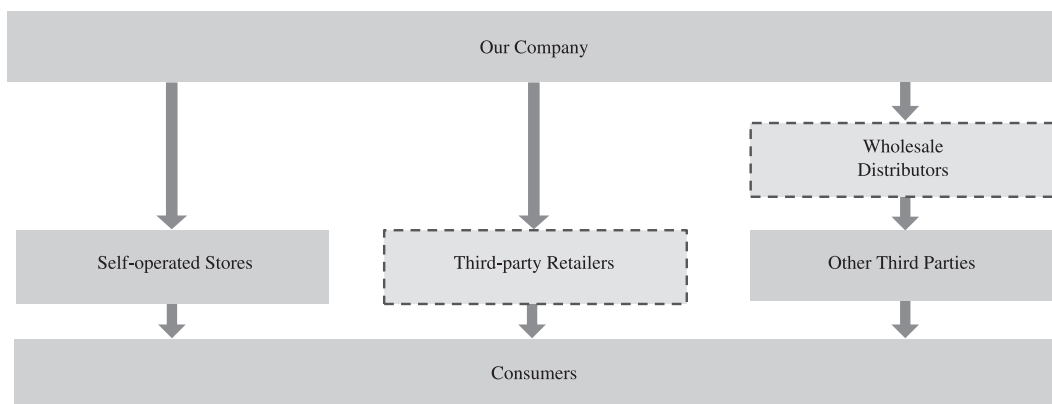 Our Company
Wholesale
Distributors
Self-operated Stores
Third-party Retailers
Other Third Parties
Consumers